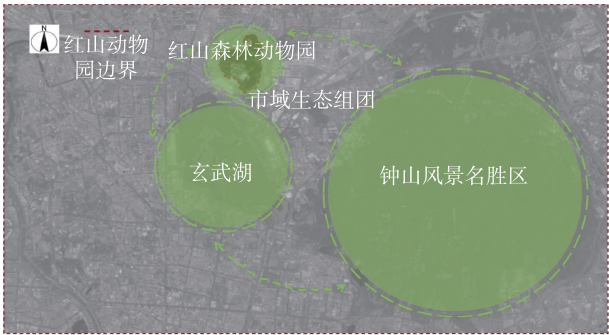 N
红山动物
园边界
红山森林动物园
市域生态组团
玄武湖
钟山风景名胜区